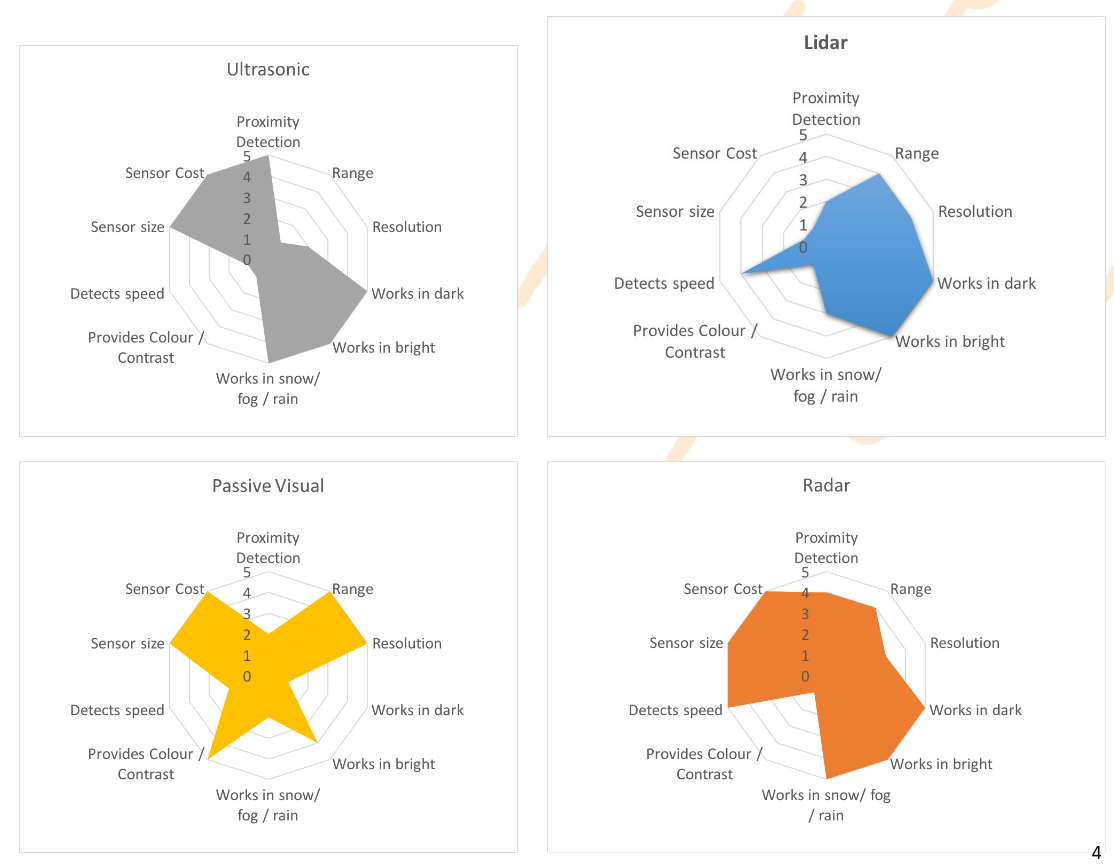 Ultrasonic
Proximity
Detection
5
4
3
2
1
0
Range
Resolution
Works in dark
Works in bright
Works in snow/
fog / rain
Provides Colour /
Contrast
Detects speed
Sensor size
Sensor Cost
Lidar
Proximity
Detection
5
4
3
2
1
0
Range
Resolution
Works in dark
Works in bright
Works in snow/
fog / rain
Provides Colour /
Contrast
Detects speed
Sensor size
Sensor Cost
Passive Visual
Proximity
Detection
5
4
3
2
1
0
Range
Resolution
Works in dark
Works in bright
Works in snow/
fog / rain
Provides Colour /
Contrast
Detects speed
Sensor size
Sensor Cost
Radar
Proximity
Detection
5
4
3
2
1
0
Range
Resolution
Works in dark
Works in bright
Works in snow/ fog
/ rain
Provides Colour /
Contrast
Detects speed
Sensor size
Sensor Cost
4